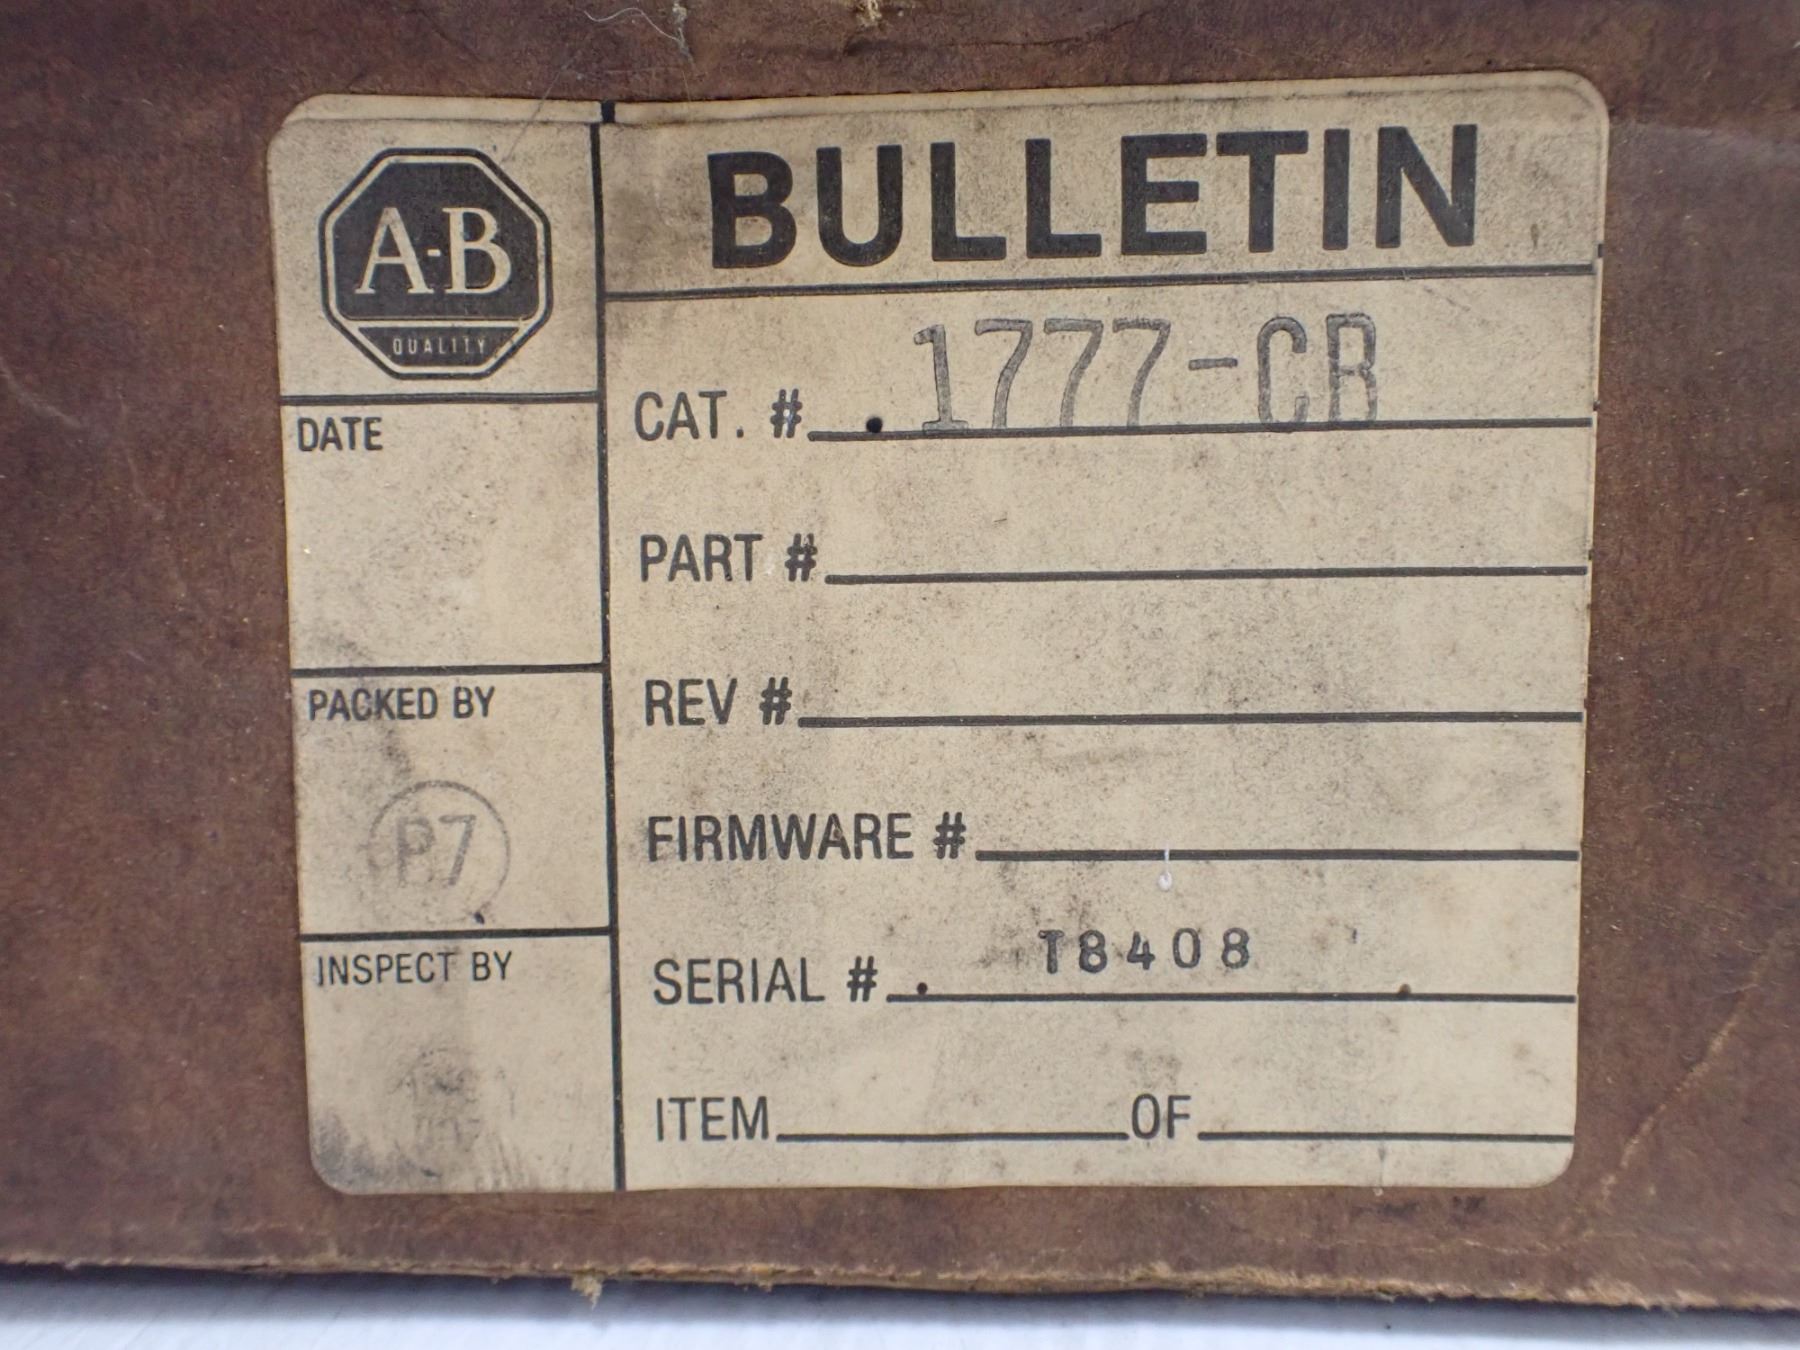 A-B
QUALITY
BULLETIN
CAT. # 1777-CB
PART #
REV #
FIRMWARE #
SERIAL # T8408
ITEM OF
DATE
PACKED BY
P7
INSPECT BY